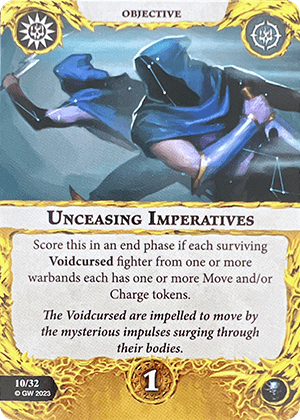 OBJECTIVE
UNCEASING IMPERATIVES
Score this in an end phase if each surviving
Voidcursed fighter from one or more
warbands each has one or more Move and/or
Charge tokens.
The Voidcursed are impelled to move by
the mysterious impulses surging through
their bodies.
10/32
© GW 2023
1